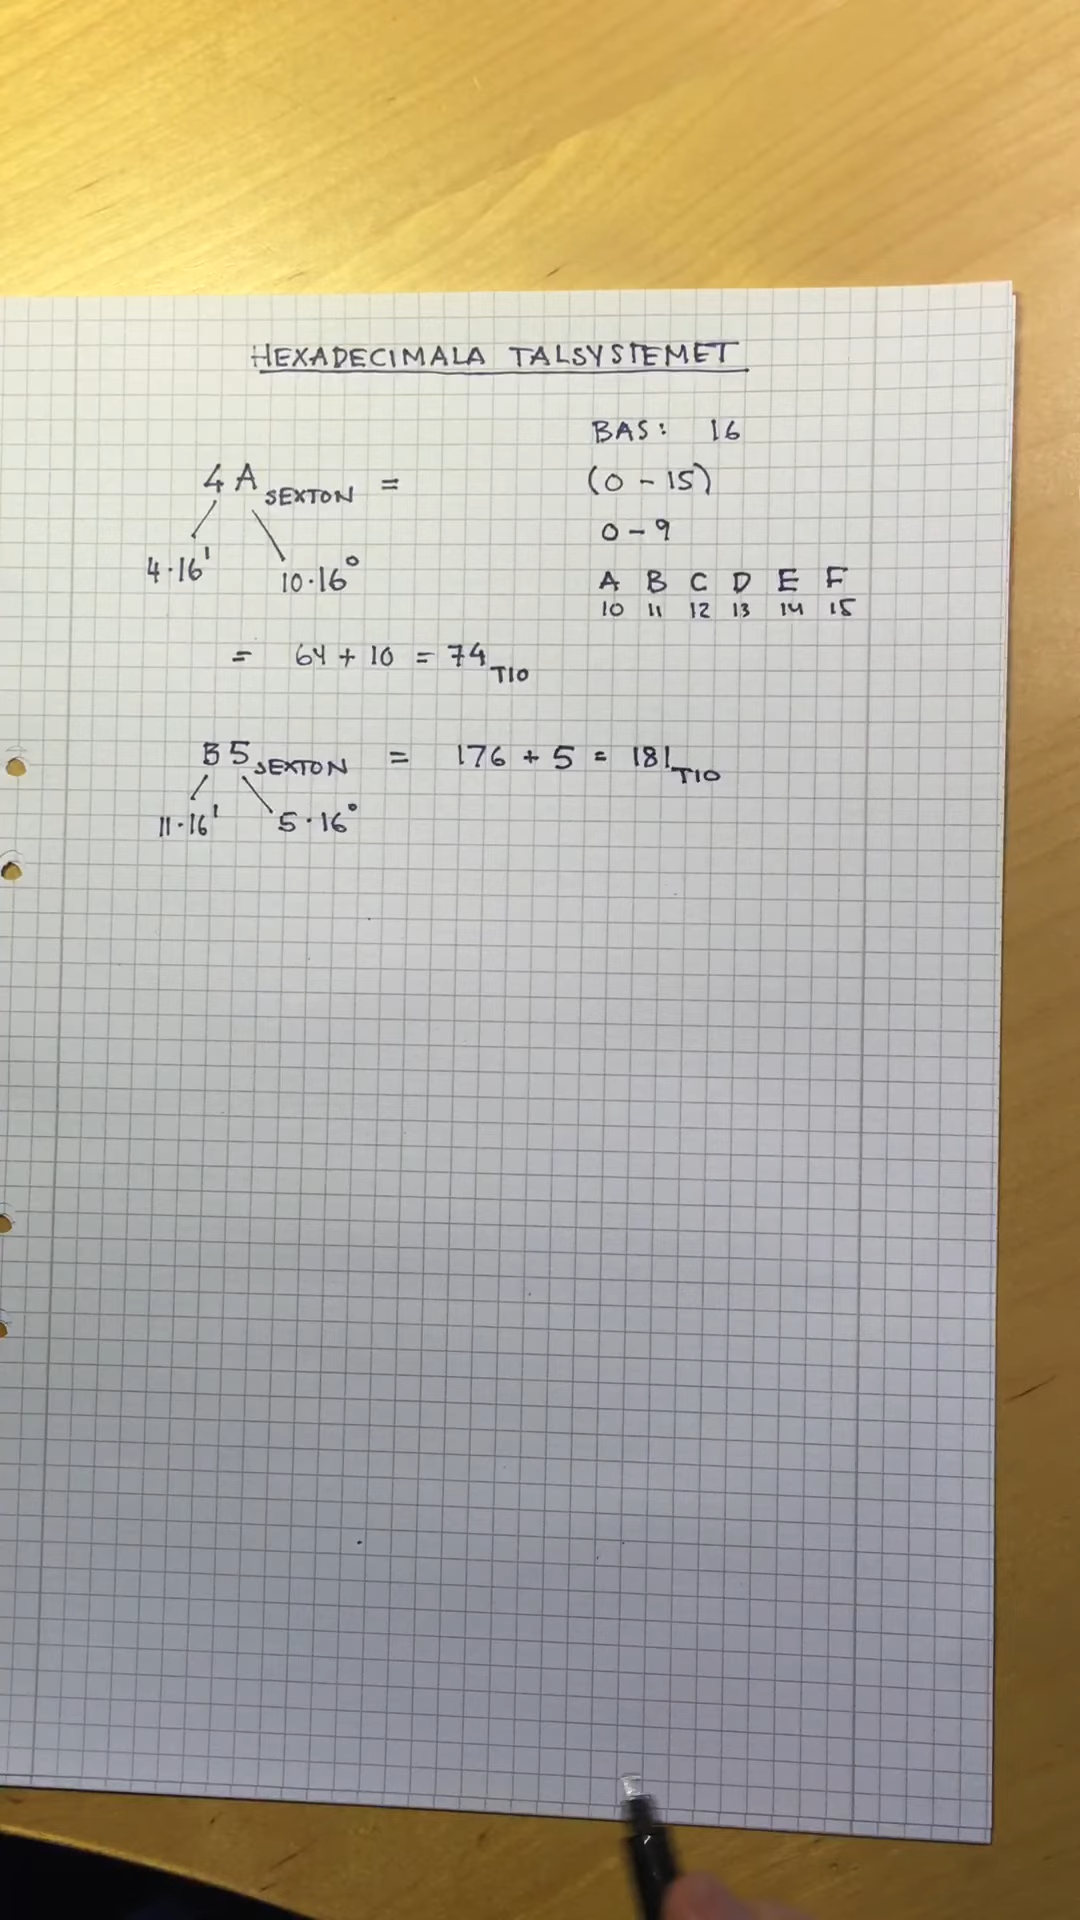 HEXADECIMALA TALSYSTEMET
BAS: 16
(0 - 15)
0 - 9
A B C D E F
10 11 12 13 14 15
4A SEXTON =
4·16¹ 10·16⁰
= 64 + 10 = 74 TIO
B5 SEXTON = 176 + 5 = 181 TIO
11·16¹ 5·16⁰